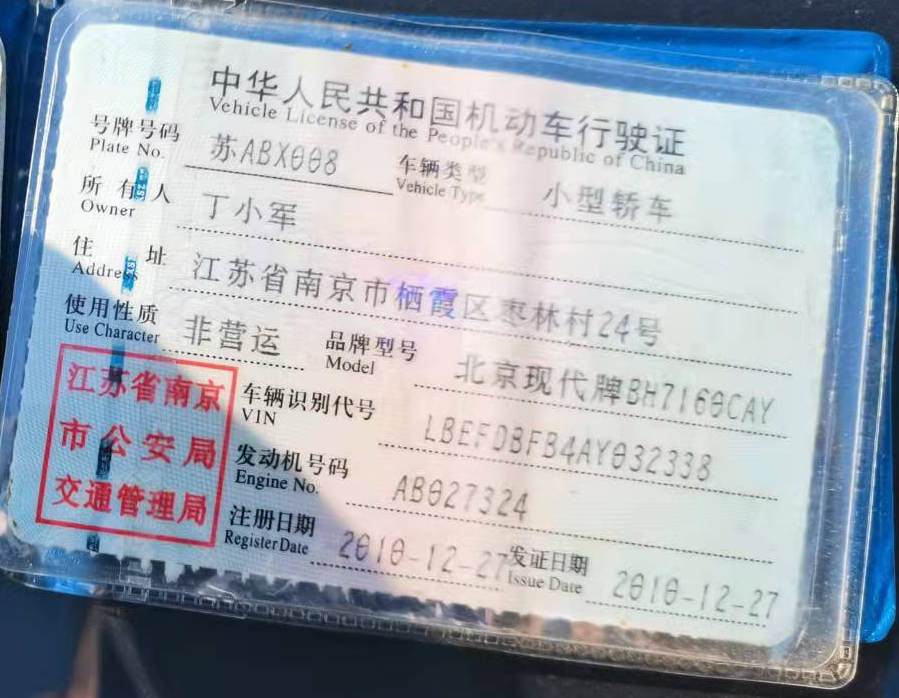 中华人民共和国机动车行驶证
Vehicle License of the People's Republic of China
号牌号码 苏ABX008 车辆类型 小型轿车
Plate No. Vehicle Type
所有人 丁小军
Owner
住址 江苏省南京市栖霞区枣林村24号
Address
使用性质 非营运 品牌型号 北京现代牌BH7160CAY
Use Character Model
江苏省南京
市公安局
交通管理局
车辆识别代号 LBEFDBFB4AY032338
VIN
发动机号码 AB027324
Engine No.
注册日期 2010-12-27 发证日期 2010-12-27
Register Date Issue Date